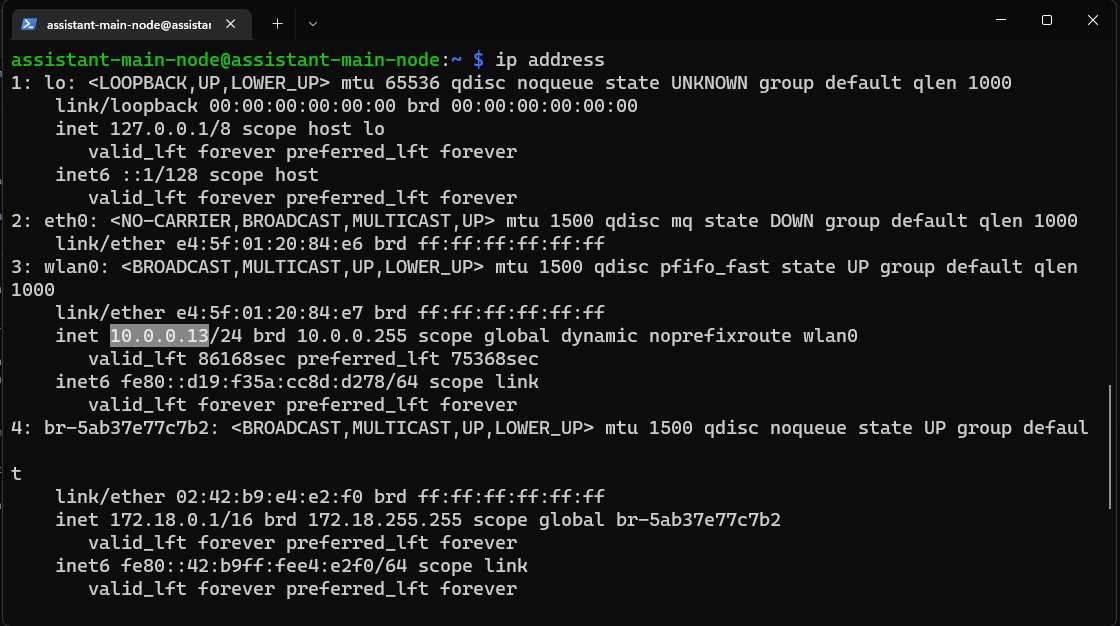 assistant-main-node@assistar
assistant-main-node@assistant-main-node:~ $ ip address
1: lo: <LOOPBACK,UP,LOWER_UP> mtu 65536 qdisc noqueue state UNKNOWN group default qlen 1000
link/loopback 00:00:00:00:00:00 brd 00:00:00:00:00:00
inet 127.0.0.1/8 scope host lo
valid_lft forever preferred_lft forever
inet6 ::1/128 scope host
valid_lft forever preferred_lft forever
2: eth0: <NO-CARRIER,BROADCAST,MULTICAST,UP> mtu 1500 qdisc mq state DOWN group default qlen 1000
link/ether e4:5f:01:20:84:e6 brd ff:ff:ff:ff:ff:ff
3: wlan0: <BROADCAST,MULTICAST,UP,LOWER_UP> mtu 1500 qdisc pfifo_fast state UP group default qlen
1000
link/ether e4:5f:01:20:84:e7 brd ff:ff:ff:ff:ff:ff
inet 10.0.0.13/24 brd 10.0.0.255 scope global dynamic noprefixroute wlan0
valid_lft 86168sec preferred_lft 75368sec
inet6 fe80::d19:f35a:cc8d:d278/64 scope link
valid_lft forever preferred_lft forever
4: br-5ab37e77c7b2: <BROADCAST,MULTICAST,UP,LOWER_UP> mtu 1500 qdisc noqueue state UP group defaul
t
link/ether 02:42:b9:e4:e2:f0 brd ff:ff:ff:ff:ff:ff
inet 172.18.0.1/16 brd 172.18.255.255 scope global br-5ab37e77c7b2
valid_lft forever preferred_lft forever
inet6 fe80::42:b9ff:fee4:e2f0/64 scope link
valid_lft forever preferred_lft forever